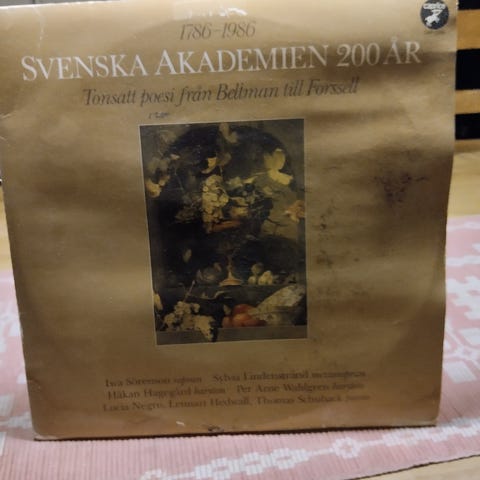 caprice
1786–1986
SVENSKA AKADEMIEN 200 ÅR
Tonsatt poesi från Bellman till Forssell
Iwa Sörenson sopran Sylvia Lindenstrand mezzosopran
Håkan Hagegård baryton Per Arne Wahlgren baryton
Lucia Negro, Lennart Hedwall, Thomas Schuback piano